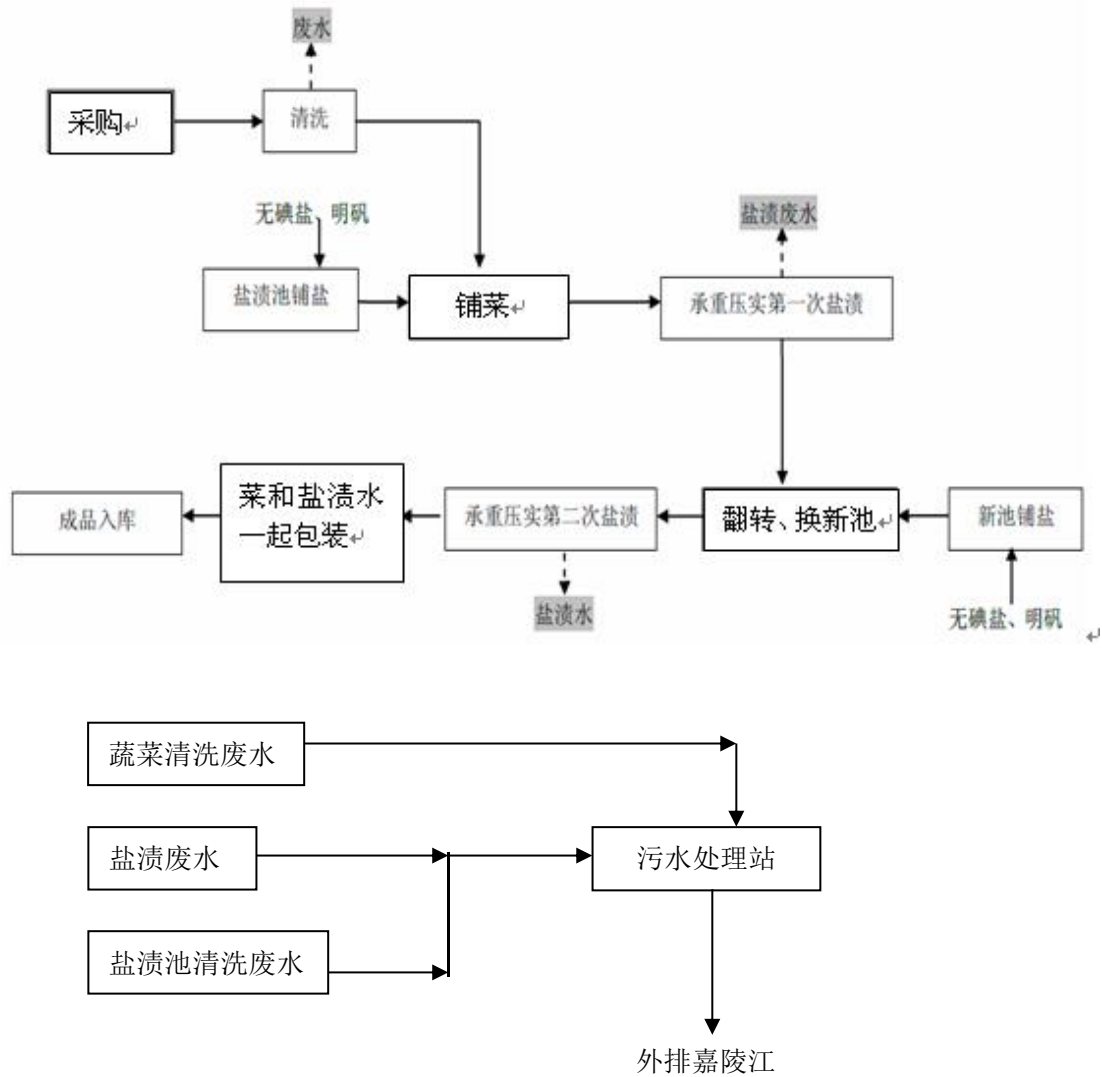 废水
采购
清洗
无碘盐、明矾
盐渍废水
盐渍池铺盐
铺菜
承重压实第一次盐渍
成品入库
菜和盐渍水
一起包装
承重压实第二次盐渍
翻转、换新池
新池铺盐
盐渍水
无碘盐、明矾
蔬菜清洗废水
盐渍废水
污水处理站
盐渍池清洗废水
外排嘉陵江